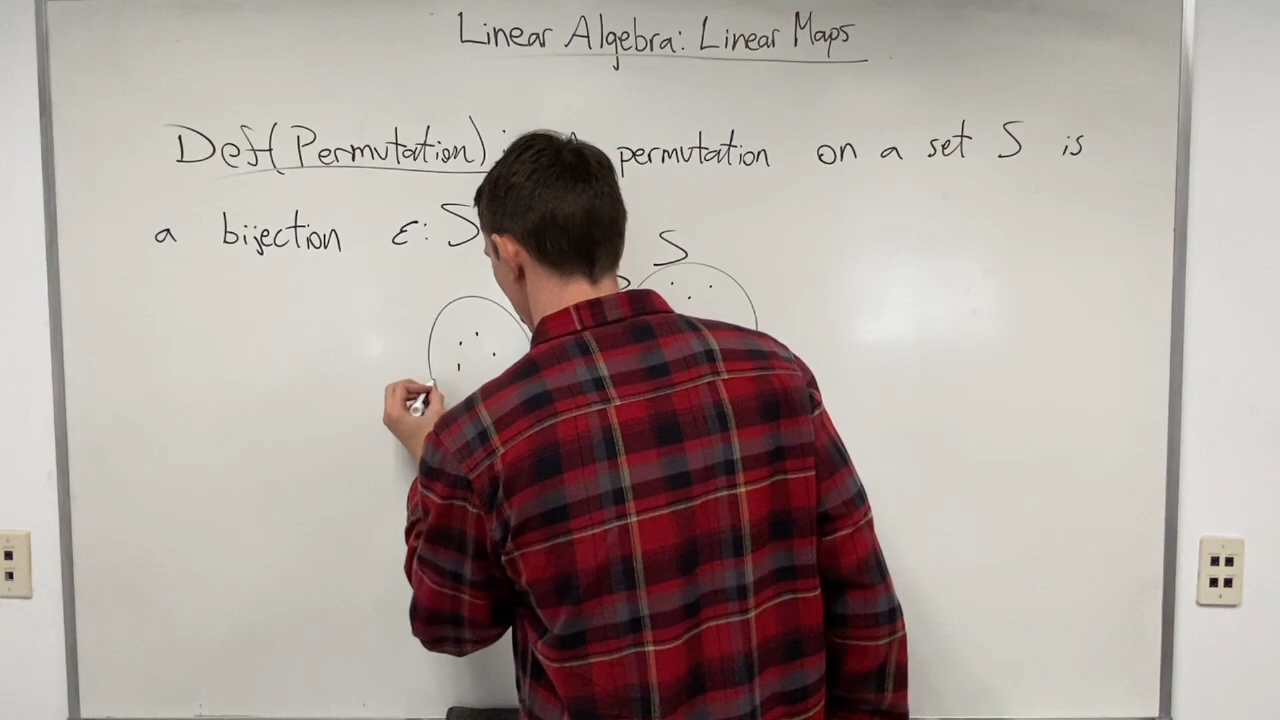 Linear Algebra: Linear Maps
Def(Permutation) permutation on a set S is
a bijection ε: S
S